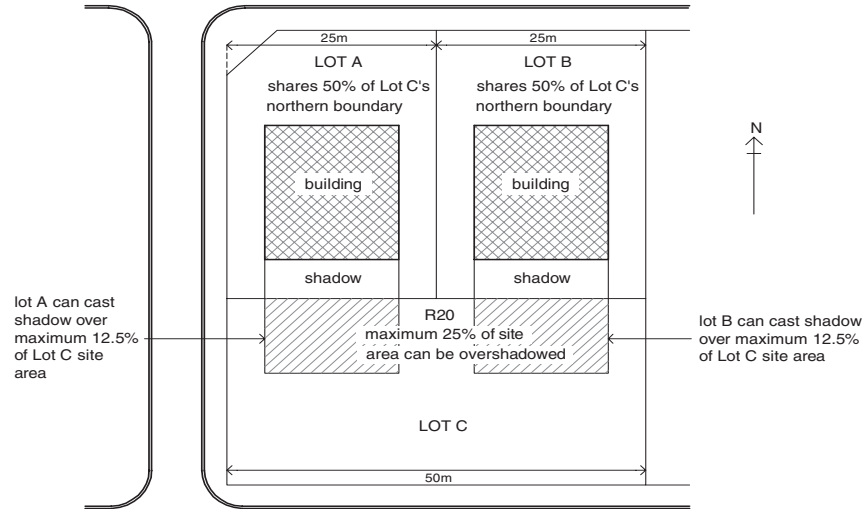 25m
25m
LOT A
shares 50% of Lot C's
northern boundary
LOT B
shares 50% of Lot C's
northern boundary
N
building
building
shadow
shadow
lot A can cast
shadow over
maximum 12.5%
of Lot C site
area
R20
maximum 25% of site
area can be overshadowed
lot B can cast shadow
over maximum 12.5%
of Lot C site area
LOT C
50m